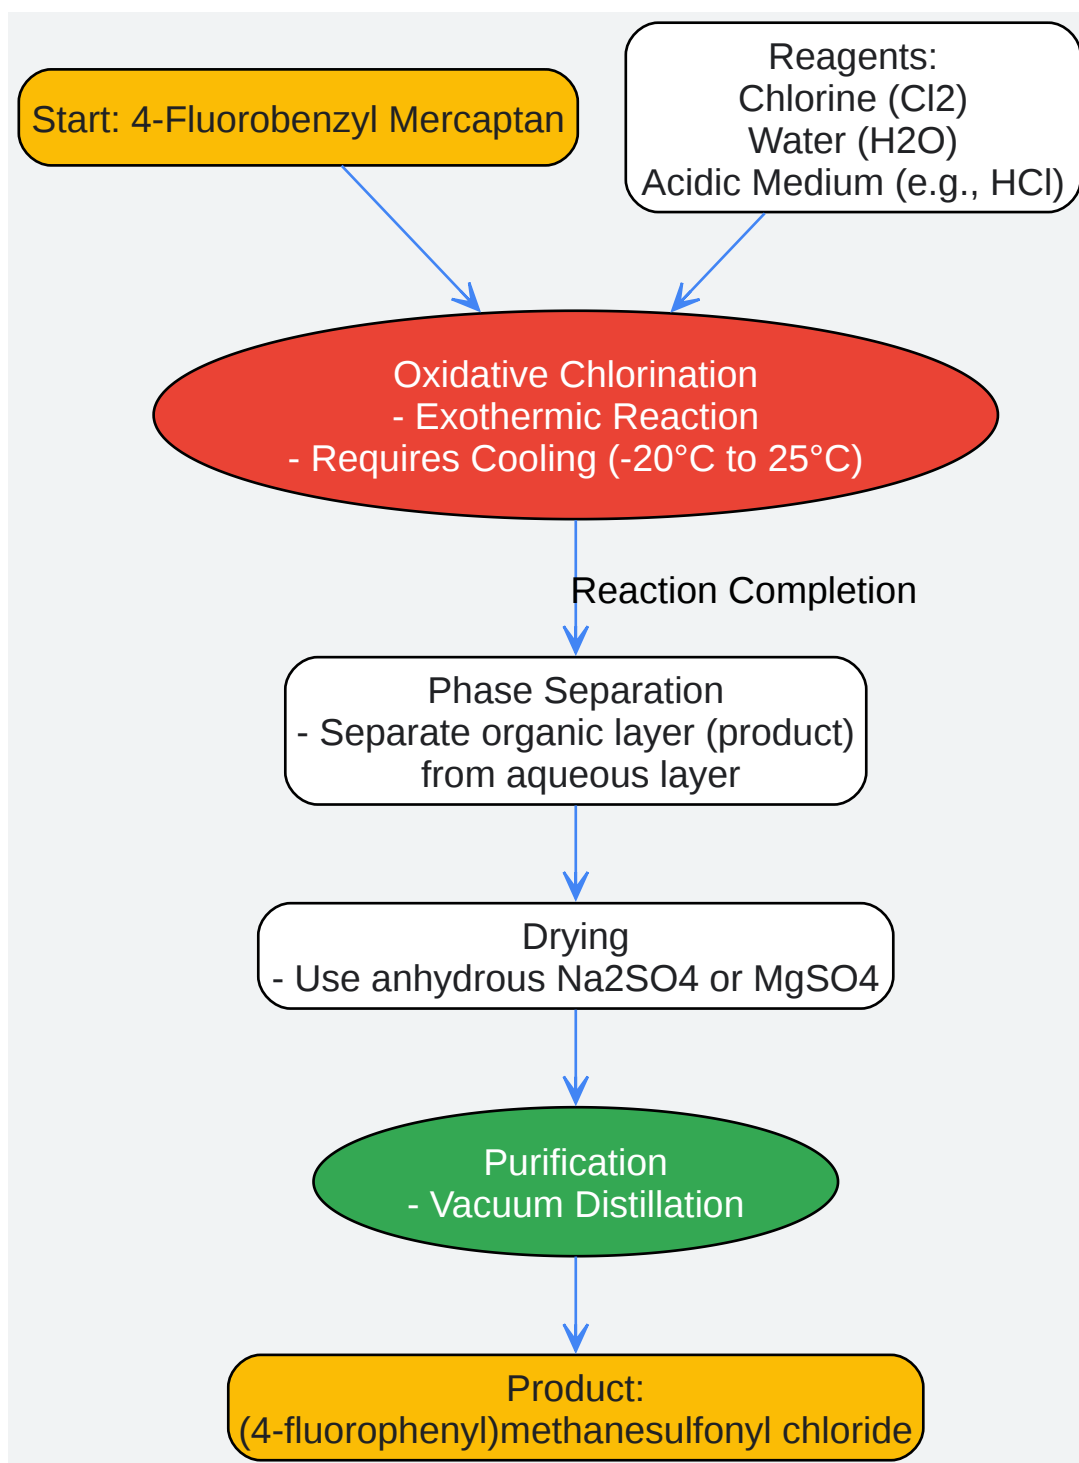 Start: 4-Fluorobenzyl Mercaptan
Reagents:
Chlorine (Cl2)
Water (H2O)
Acidic Medium (e.g., HCl)
Oxidative Chlorination
- Exothermic Reaction
- Requires Cooling (-20°C to 25°C)
Reaction Completion
Phase Separation
- Separate organic layer (product)
from aqueous layer
Drying
- Use anhydrous Na2SO4 or MgSO4
Purification
- Vacuum Distillation
Product:
(4-fluorophenyl)methanesulfonyl chloride